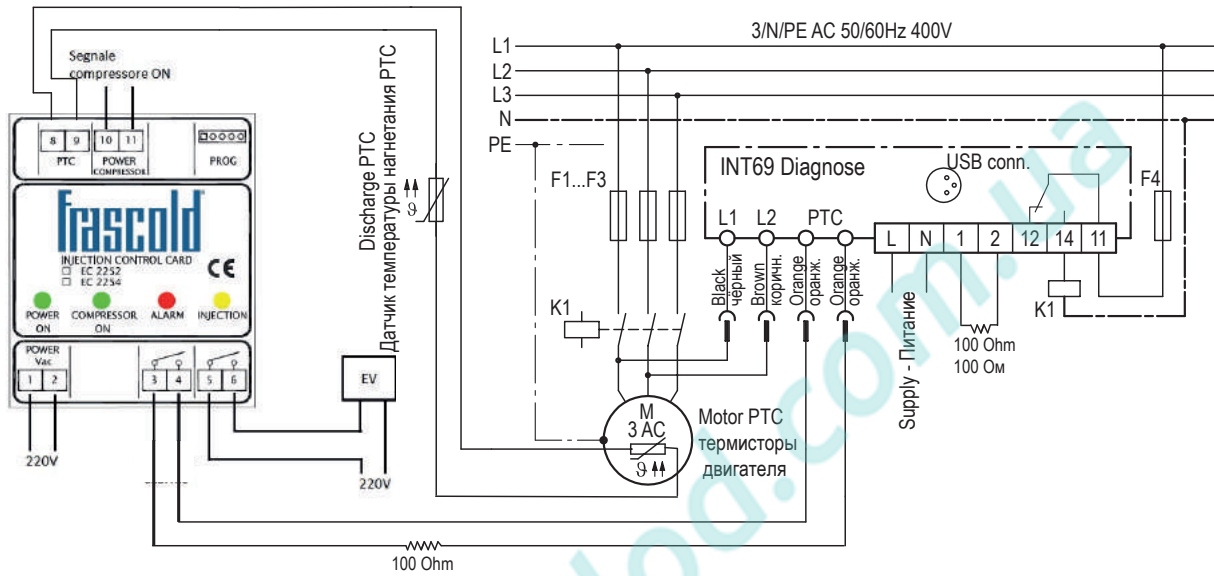 Segnale
compressore ON
8 9 10 11
PTC POWER COMPRESSOR PROG
frascold
INJECTION CONTROL CARD
EC 2252
EC 2254
CE
POWER ON COMPRESSOR ON ALARM INJECTION
POWER
Vac
1 2 3 4 5 6
220V
EV
220V
100 Ohm
Discharge PTC
Датчик температуры нагнетания PTC
ϑ
3/N/PE AC 50/60Hz 400V
L1
L2
L3
N
PE
F1...F3
K1
M
3 AC
ϑ
Motor PTC
термисторы
двигателя
INT69 Diagnose
USB conn.
F4
L1 L2 PTC
L N 1 2 12 14 11
Black
чёрный
Brown
коричн.
Orange
оранж.
Orange
оранж.
Supply - Питание
100 Ohm
100 Ом
K1
od.com.ua